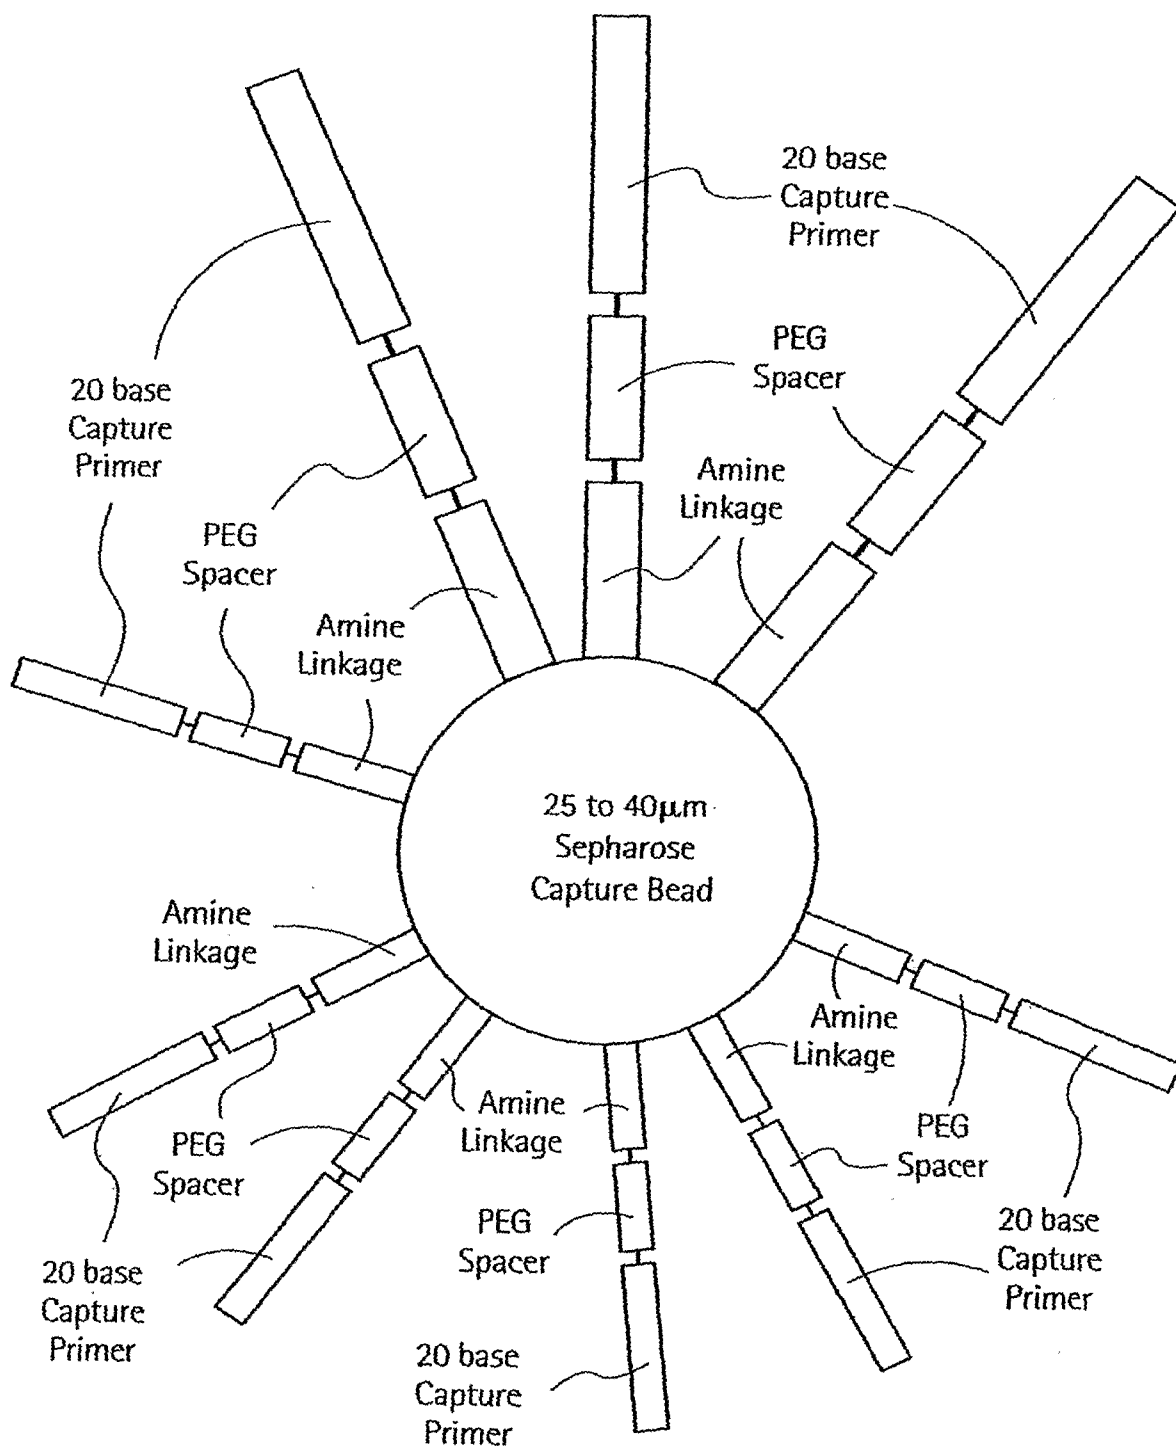 20 base
Capture
Primer
PEG
Spacer
Amine
Linkage
20 base
Capture
Primer
PEG
Spacer
Amine
Linkage
25 to 40μm
Sepharose
Capture Bead
Amine
Linkage
PEG
Spacer
20 base
Capture
Primer
Amine
Linkage
PEG
Spacer
20 base
Capture
Primer
Amine
Linkage
PEG
Spacer
20 base
Capture
Primer